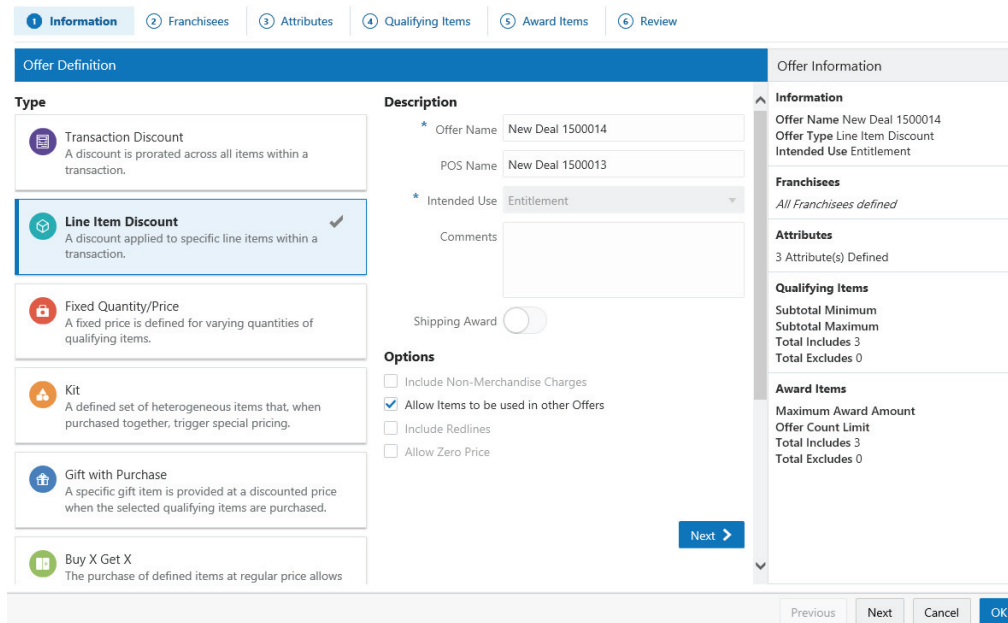 1 Information
2 Franchisees
3 Attributes
4 Qualifying Items
5 Award Items
6 Review
Offer Definition
Type
Transaction Discount
A discount is prorated across all items within a
transaction.
Line Item Discount
A discount applied to specific line items within a
transaction.
Fixed Quantity/Price
A fixed price is defined for varying quantities of
qualifying items.
Kit
A defined set of heterogeneous items that, when
purchased together, trigger special pricing.
Gift with Purchase
A specific gift item is provided at a discounted price
when the selected qualifying items are purchased.
Buy X Get X
The purchase of defined items at regular price allows
Description
* Offer Name New Deal 1500014
POS Name New Deal 1500013
* Intended Use Entitlement
Comments
Shipping Award
Options
Include Non-Merchandise Charges
Allow Items to be used in other Offers
Include Redlines
Allow Zero Price
Next
Offer Information
Information
Offer Name New Deal 1500014
Offer Type Line Item Discount
Intended Use Entitlement
Franchisees
All Franchisees defined
Attributes
3 Attribute(s) Defined
Qualifying Items
Subtotal Minimum
Subtotal Maximum
Total Includes 3
Total Excludes 0
Award Items
Maximum Award Amount
Offer Count Limit
Total Includes 3
Total Excludes 0
Previous
Next
Cancel
OK